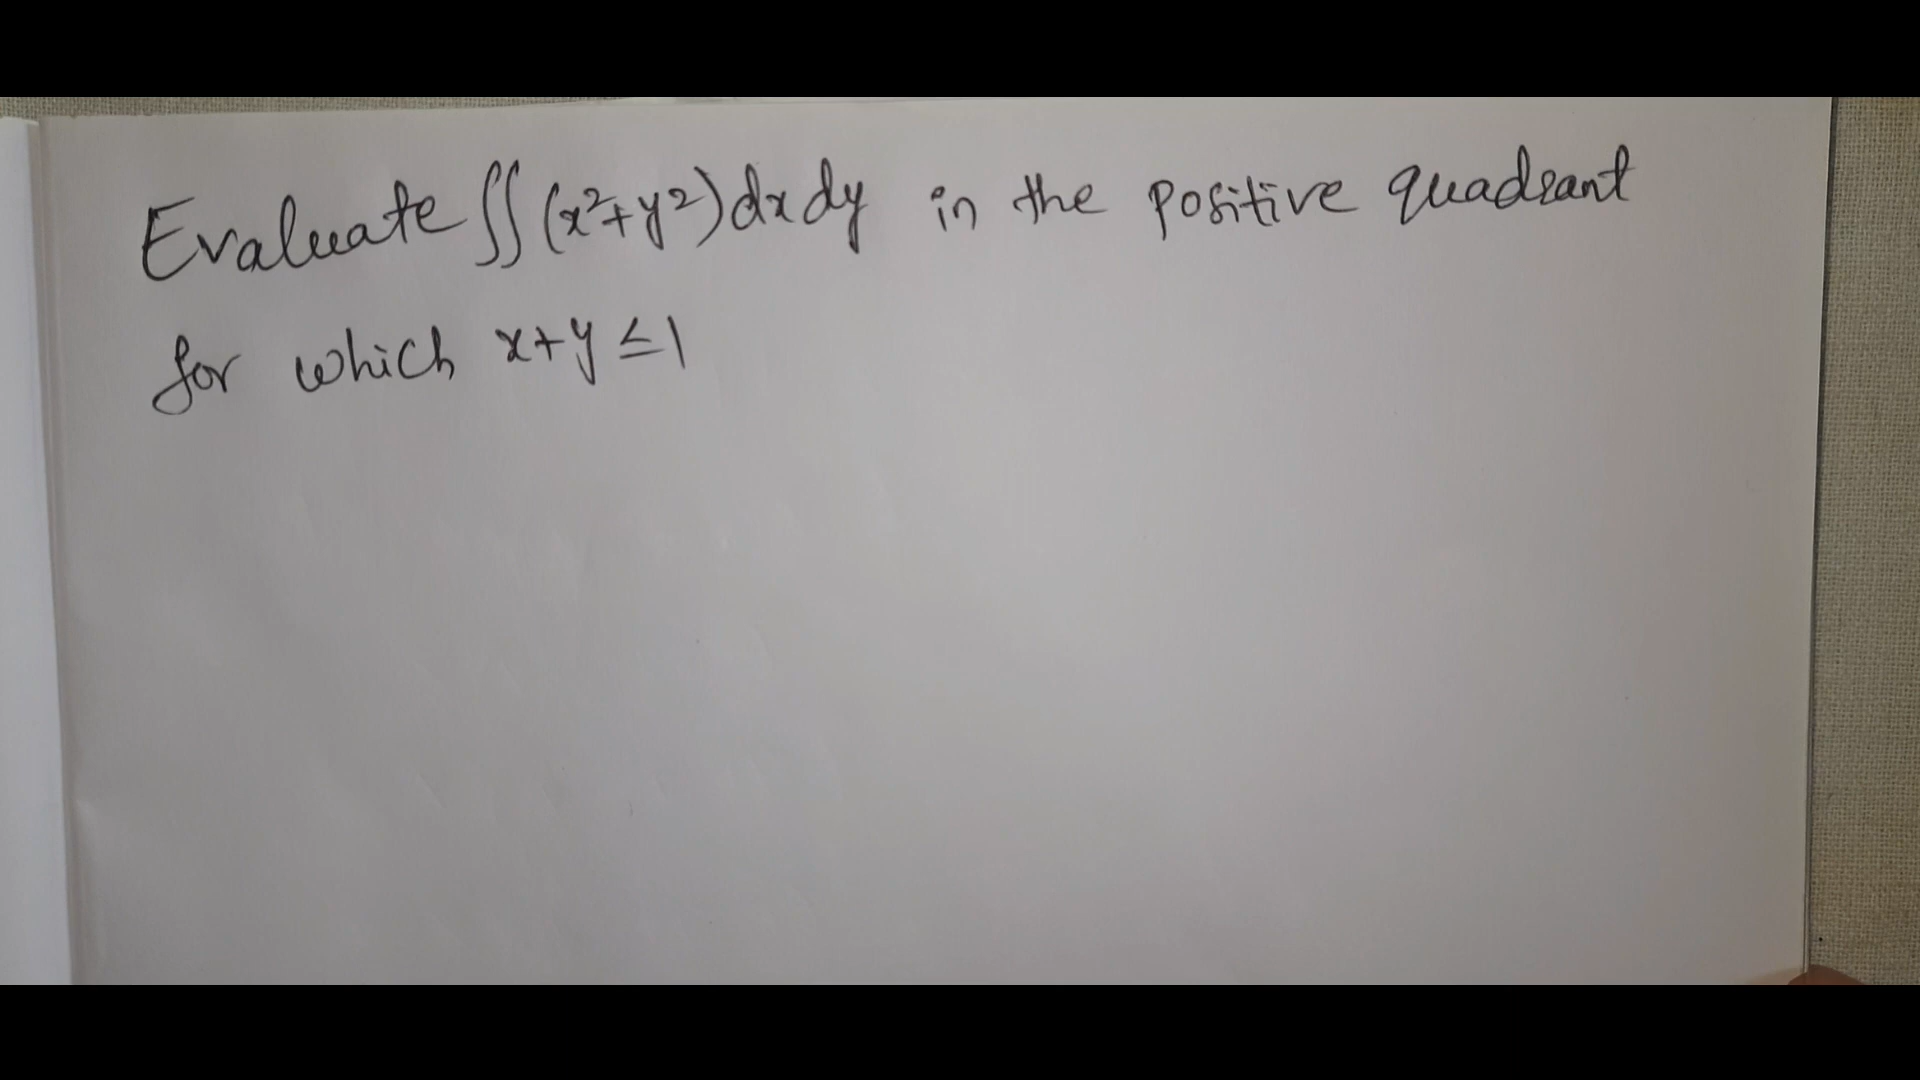 Evaluate ∬(x²+y²)dxdy in the positive quadrant
for which x+y ≤ 1